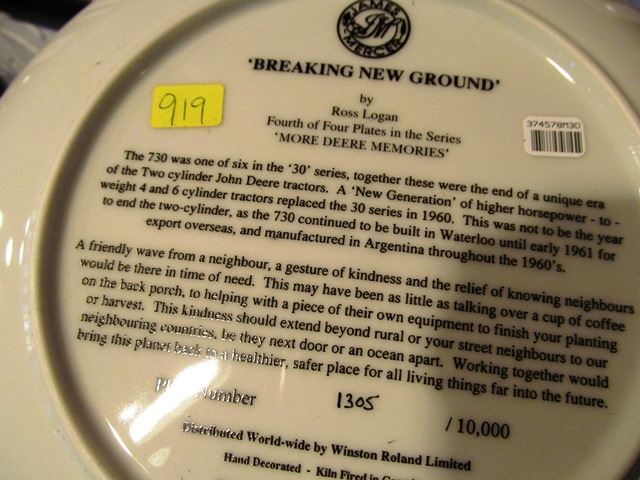 JAMES
JM
MERCER
'BREAKING NEW GROUND'
by
Ross Logan
Fourth of Four Plates in the Series
'MORE DEERE MEMORIES'
919
374578M30
The 730 was one of six in the '30' series, together these were the end of a unique era
of the Two cylinder John Deere tractors. A 'New Generation' of higher horsepower - to -
weight 4 and 6 cylinder tractors replaced the 30 series in 1960. This was not to be the year
to end the two-cylinder, as the 730 continued to be built in Waterloo until early 1961 for
export overseas, and manufactured in Argentina throughout the 1960's.
A friendly wave from a neighbour, a gesture of kindness and the relief of knowing neighbours
would be there in time of need. This may have been as little as talking over a cup of coffee
on the back porch, to helping with a piece of their own equipment to finish your planting
or harvest. This kindness should extend beyond rural or your street neighbours to our
neighbouring countries, be they next door or an ocean apart. Working together would
bring this planet back to a healthier, safer place for all living things far into the future.
Plate Number 1305 / 10,000
Distributed World-wide by Winston Roland Limited
Hand Decorated - Kiln Fired in